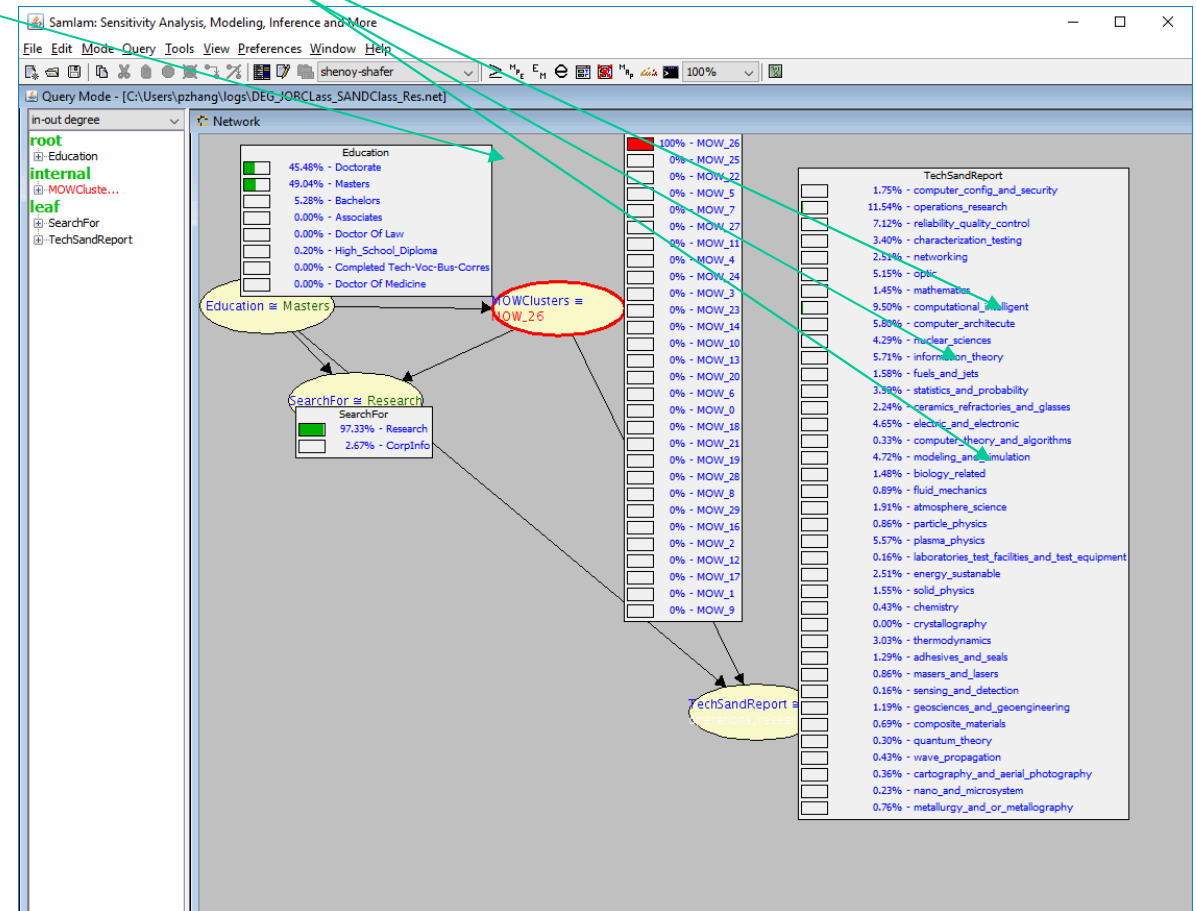 SamIam: Sensitivity Analysis, Modeling, Inference and More
File Edit Mode Query Tools View Preferences Window Help
shenoy-shafer 100%
Query Mode - [C:\Users\pzhang\logs\DEG_JOBCLass_SANDClass_Res.net]
in-out degree
Network
root
Education
internal
MOWCluste...
leaf
SearchFor
TechSandReport
Education
45.48% - Doctorate
49.04% - Masters
5.28% - Bachelors
0.00% - Associates
0.00% - Doctor Of Law
0.20% - High_School_Diploma
0.00% - Completed Tech-Voc-Bus-Corres
0.00% - Doctor Of Medicine
Education ≅ Masters
MOWClusters ≅
MOW_26
SearchFor ≅ Research
SearchFor
97.33% - Research
2.67% - CorpInfo
100% - MOW_26
0% - MOW_25
0% - MOW_22
0% - MOW_5
0% - MOW_7
0% - MOW_27
0% - MOW_11
0% - MOW_4
0% - MOW_24
0% - MOW_3
0% - MOW_23
0% - MOW_14
0% - MOW_10
0% - MOW_13
0% - MOW_20
0% - MOW_6
0% - MOW_0
0% - MOW_18
0% - MOW_21
0% - MOW_19
0% - MOW_28
0% - MOW_8
0% - MOW_29
0% - MOW_16
0% - MOW_2
0% - MOW_12
0% - MOW_17
0% - MOW_1
0% - MOW_9
TechSandReport ≅
TechSandReport
1.75% - computer_config_and_security
11.54% - operations_research
7.12% - reliability_quality_control
3.40% - characterization_testing
2.51% - networking
5.15% - optic
1.45% - mathematics
9.50% - computational_intelligent
5.80% - computer_architecute
4.29% - nuclear_sciences
5.71% - information_theory
1.58% - fuels_and_jets
3.59% - statistics_and_probability
2.24% - ceramics_refractories_and_glasses
4.65% - electric_and_electronic
0.33% - computer_theory_and_algorithms
4.72% - modeling_and_simulation
1.48% - biology_related
0.89% - fluid_mechanics
1.91% - atmosphere_science
0.86% - particle_physics
5.57% - plasma_physics
0.16% - laboratories_test_facilities_and_test_equipment
2.51% - energy_sustanable
1.55% - solid_physics
0.43% - chemistry
0.00% - crystallography
3.03% - thermodynamics
1.29% - adhesives_and_seals
0.86% - masers_and_lasers
0.16% - sensing_and_detection
1.19% - geosciences_and_geoengineering
0.69% - composite_materials
0.30% - quantum_theory
0.43% - wave_propagation
0.36% - cartography_and_aerial_photography
0.23% - nano_and_microsystem
0.76% - metallurgy_and_or_metallography